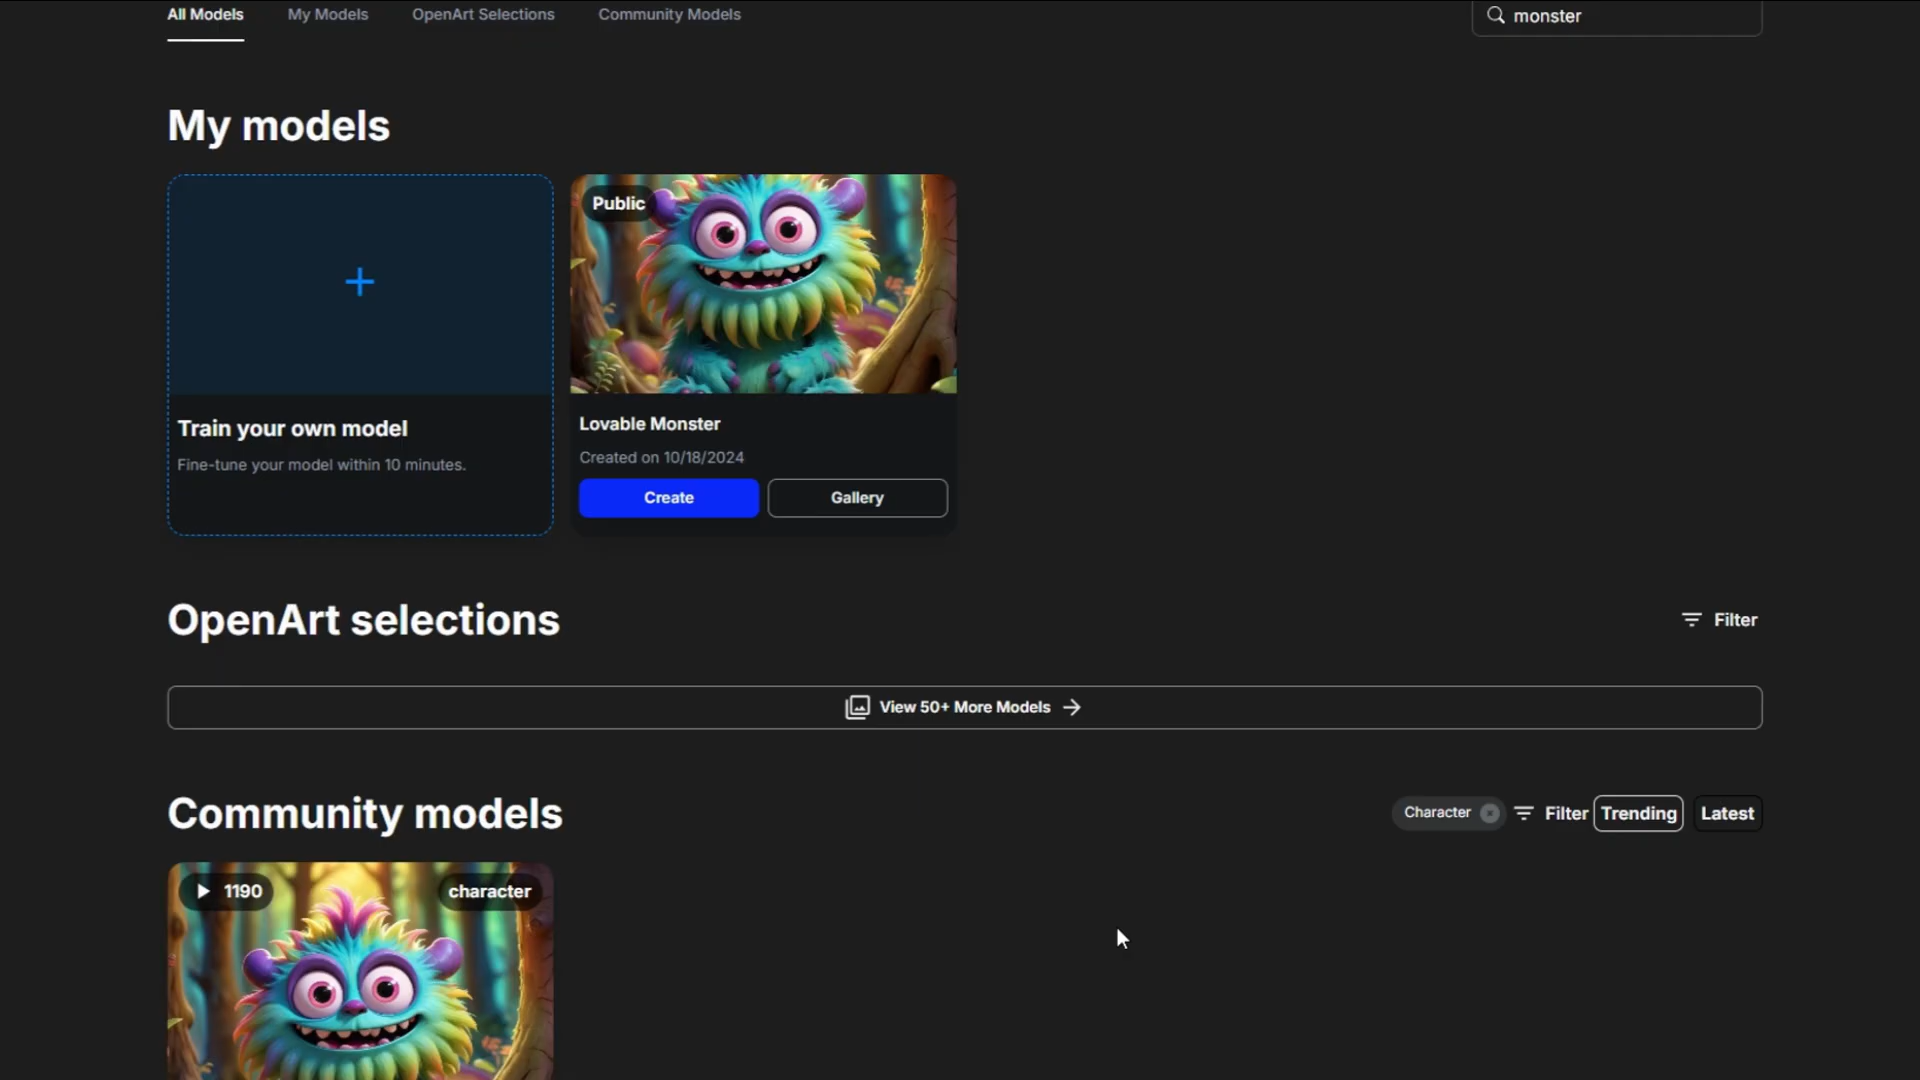 All Models
My Models
OpenArt Selections
Community Models
monster
My models
Public
Train your own model
Fine-tune your model within 10 minutes.
Lovable Monster
Created on 10/18/2024
Create
Gallery
OpenArt selections
Filter
View 50+ More Models
Community models
Character
Filter
Trending
Latest
1190
character